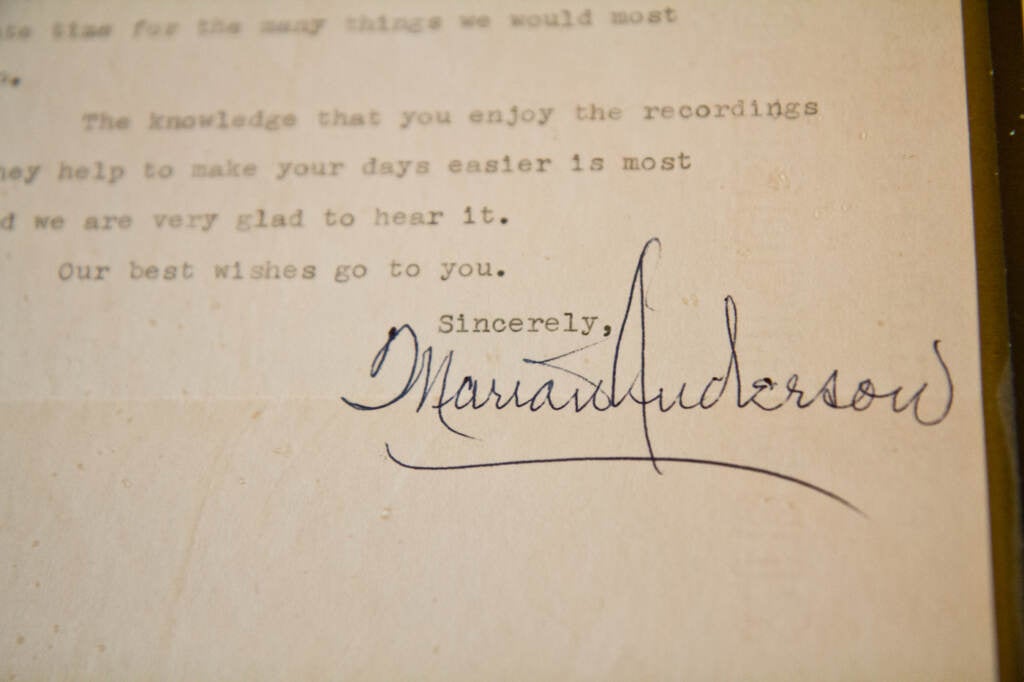 time for the many things we would most
The knowledge that you enjoy the recordings
hey help to make your days easier is most
d we are very glad to hear it.
Our best wishes go to you.
Sincerely,
Marian Anderson